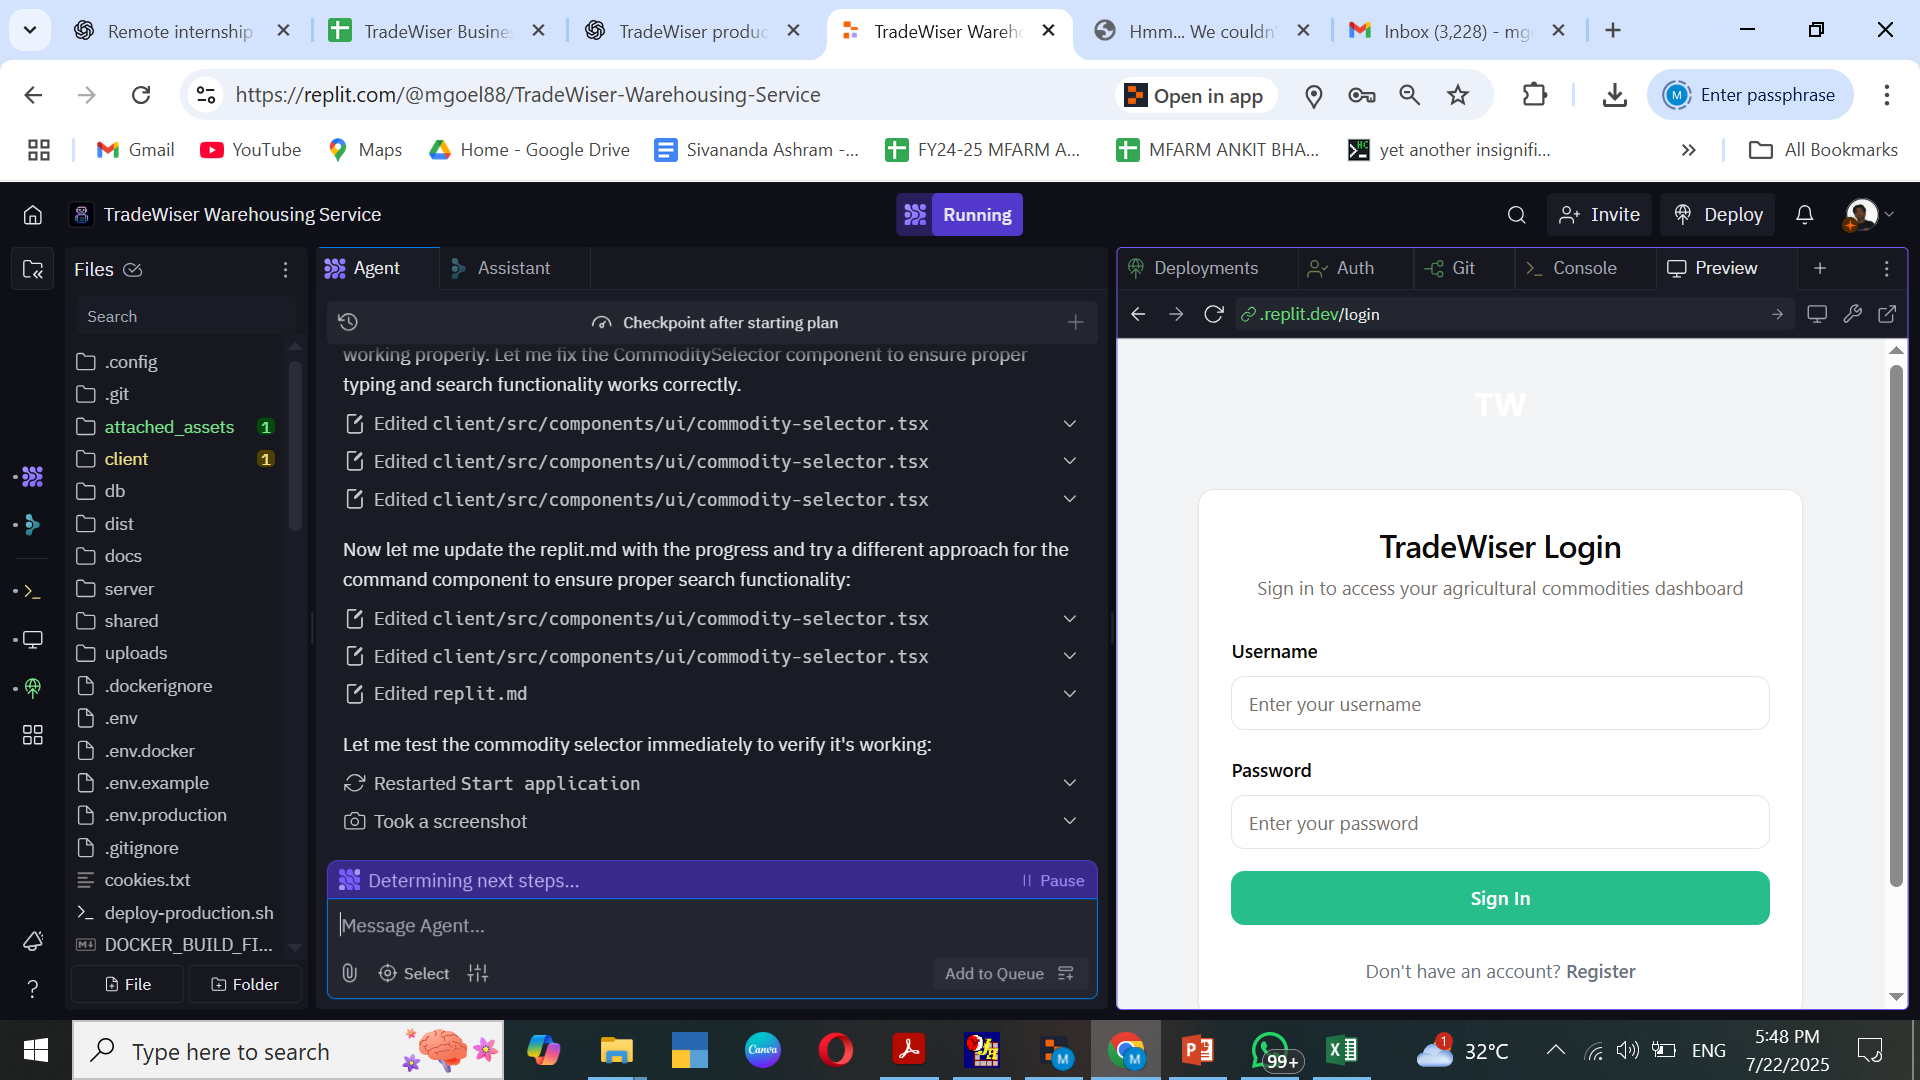 Remote internship
TradeWiser Busine
TradeWiser produc
TradeWiser Wareho
Hmm... We couldn'
Inbox (3,228) - mg
https://replit.com/@mgoel88/TradeWiser-Warehousing-Service
Open in app
M
Enter passphrase
Gmail
YouTube
Maps
Home - Google Drive
Sivananda Ashram -...
FY24-25 MFARM A...
MFARM ANKIT BHA...
yet another insignifi...
All Bookmarks
TradeWiser Warehousing Service
Running
Invite
Deploy
Files
Agent
Assistant
Deployments
Auth
Git
Console
Preview
Search
Checkpoint after starting plan
.replit.dev/login
working properly. Let me fix the CommoditySelector component to ensure proper
typing and search functionality works correctly.
Edited client/src/components/ui/commodity-selector.tsx
Edited client/src/components/ui/commodity-selector.tsx
Edited client/src/components/ui/commodity-selector.tsx
Now let me update the replit.md with the progress and try a different approach for the
command component to ensure proper search functionality:
Edited client/src/components/ui/commodity-selector.tsx
Edited client/src/components/ui/commodity-selector.tsx
Edited replit.md
Let me test the commodity selector immediately to verify it's working:
Restarted Start application
Took a screenshot
Determining next steps...
Pause
Message Agent...
Select
Add to Queue
.config
.git
attached_assets 1
client 1
db
dist
docs
server
shared
uploads
.dockerignore
.env
.env.docker
.env.example
.env.production
.gitignore
cookies.txt
deploy-production.sh
DOCKER_BUILD_FI...
File
Folder
TW
TradeWiser Login
Sign in to access your agricultural commodities dashboard
Username
Enter your username
Password
Enter your password
Sign In
Don't have an account? Register
Type here to search
Canva
M
M
99+
1
32°C
ENG
5:48 PM
7/22/2025